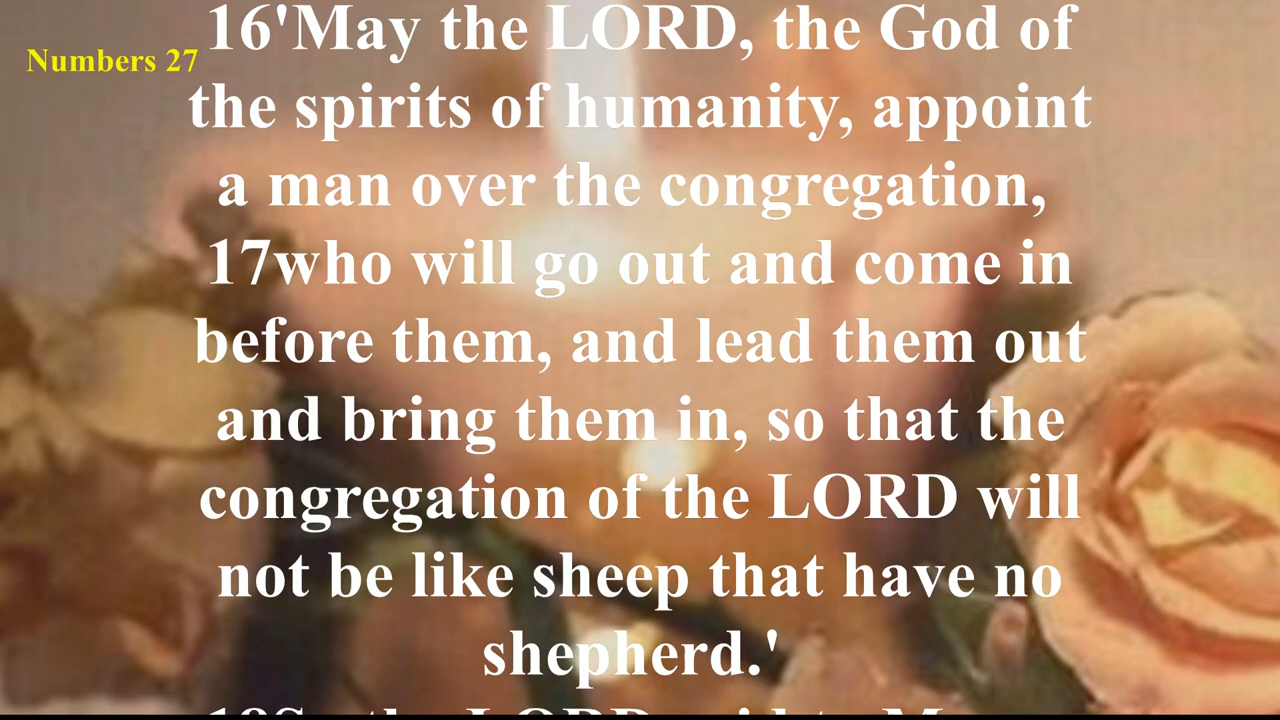 Numbers 27
16'May the LORD, the God of
the spirits of humanity, appoint
a man over the congregation,
17who will go out and come in
before them, and lead them out
and bring them in, so that the
congregation of the LORD will
not be like sheep that have no
shepherd.'